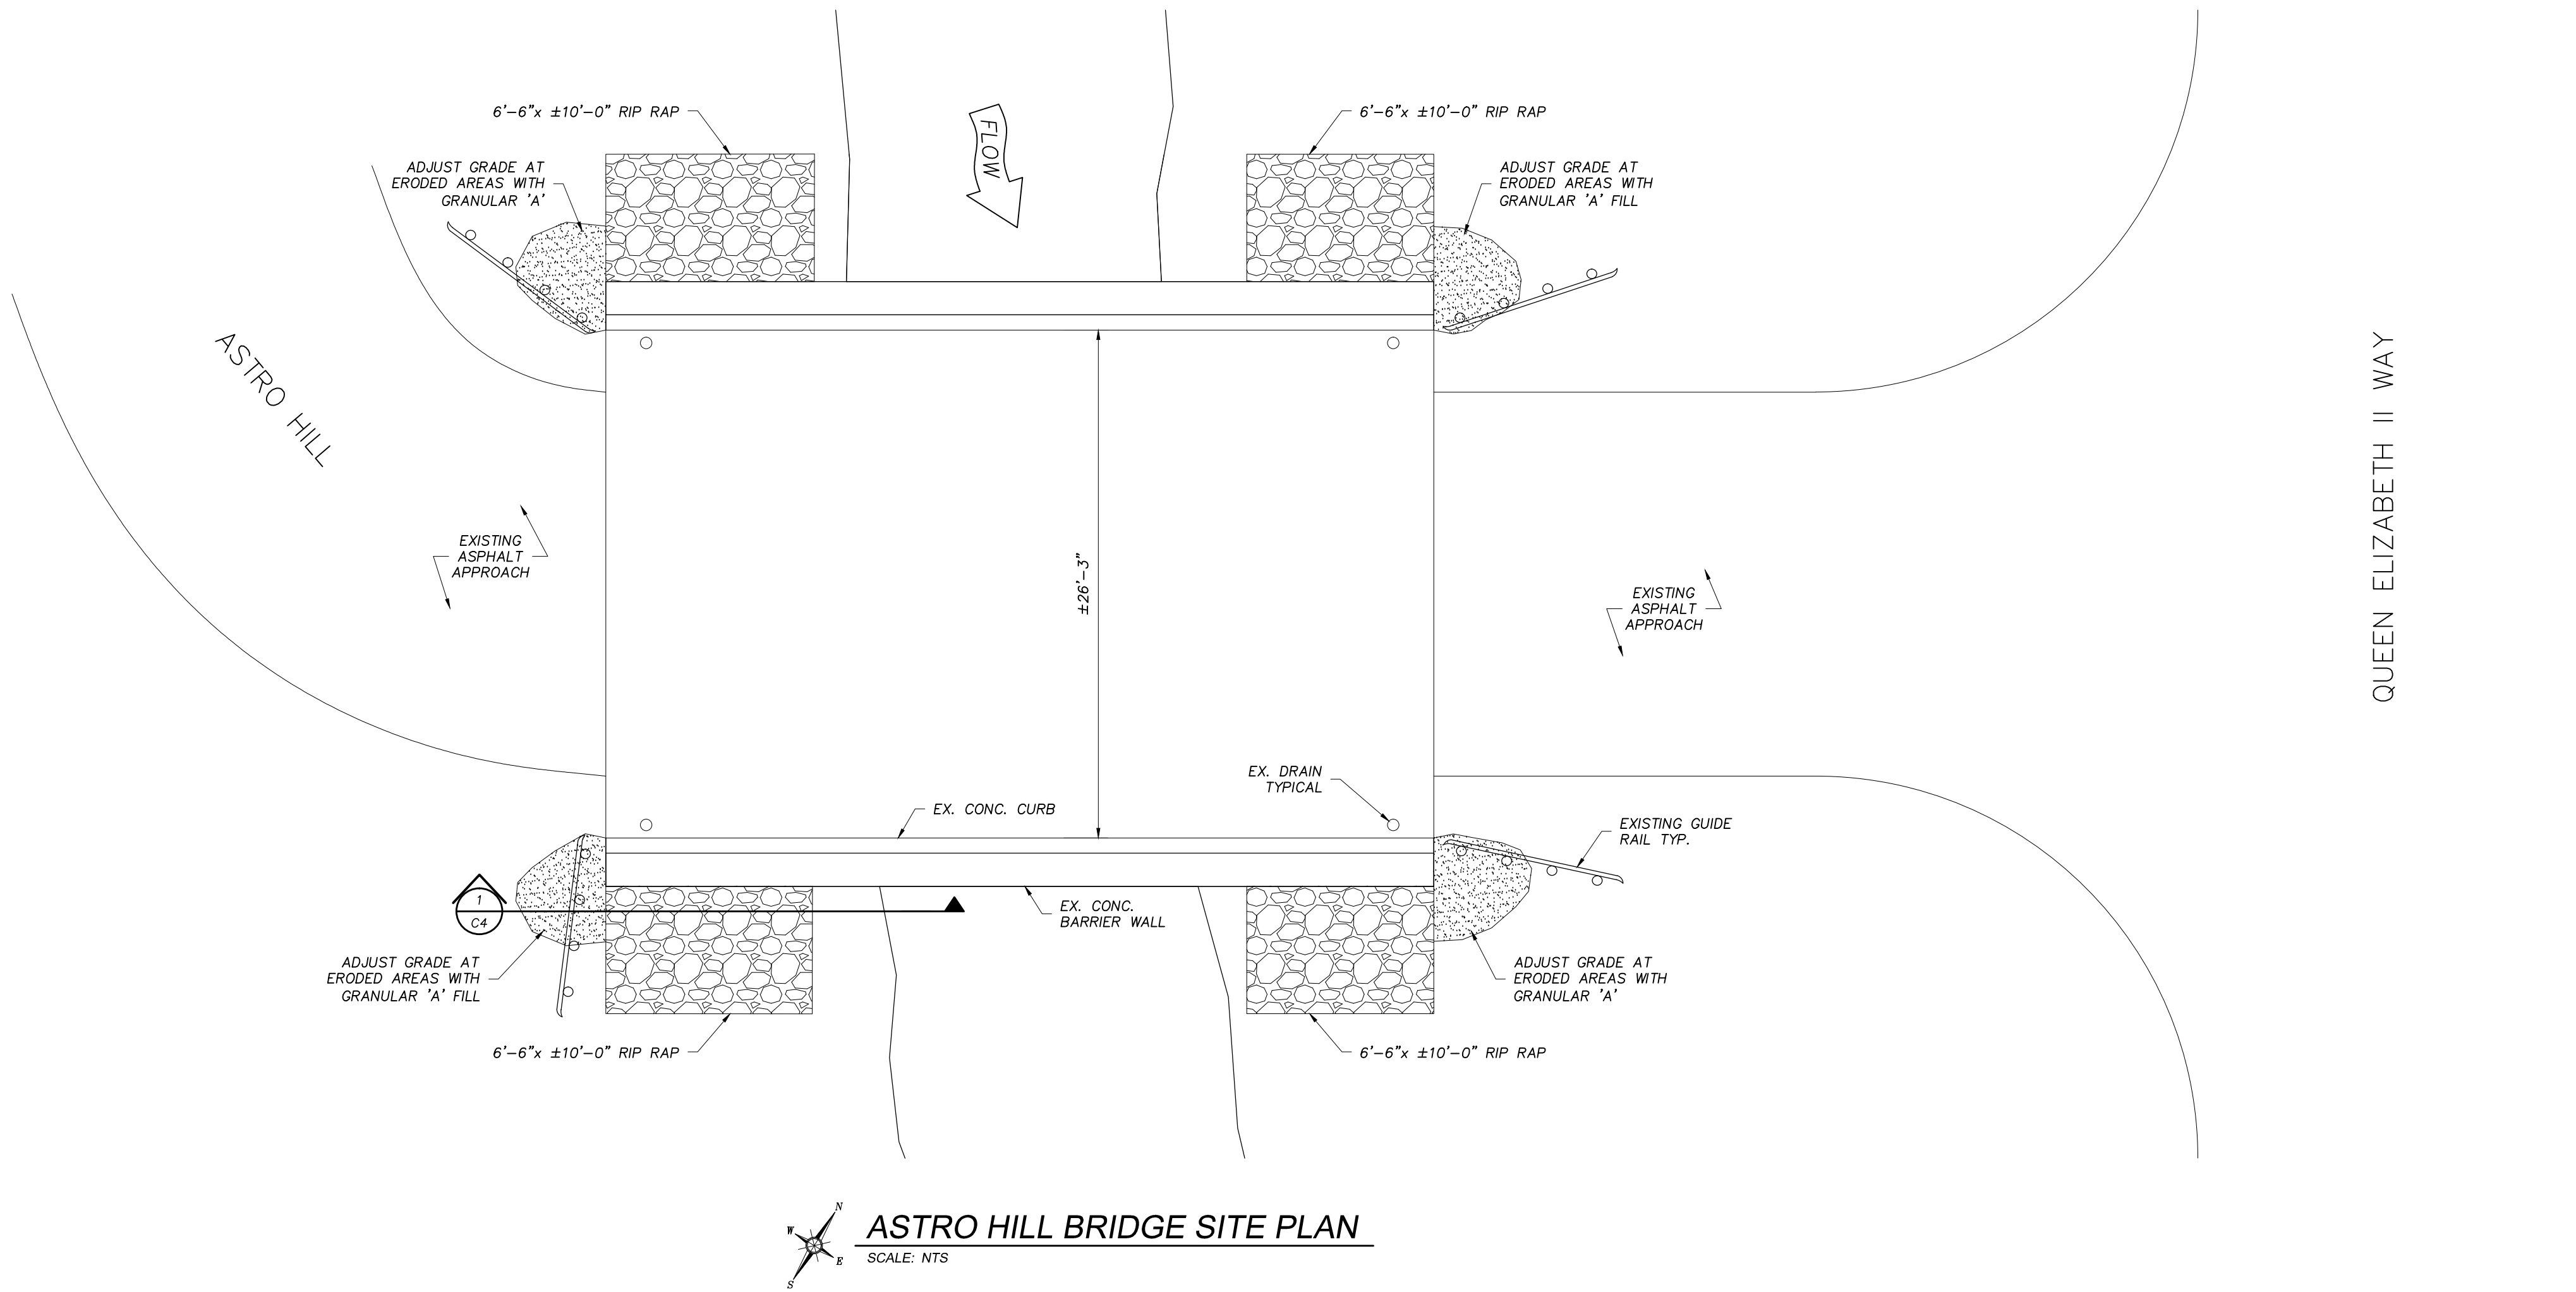 6'-6"x ±10'-0" RIP RAP
6'-6"x ±10'-0" RIP RAP
FLOW
ADJUST GRADE AT
ERODED AREAS WITH
GRANULAR 'A'
ADJUST GRADE AT
ERODED AREAS WITH
GRANULAR 'A' FILL
ASTRO HILL
QUEEN ELIZABETH II WAY
EXISTING
ASPHALT
APPROACH
±26'-3"
EXISTING
ASPHALT
APPROACH
EX. DRAIN
TYPICAL
EX. CONC. CURB
EXISTING GUIDE
RAIL TYP.
1
C4
EX. CONC.
BARRIER WALL
ADJUST GRADE AT
ERODED AREAS WITH
GRANULAR 'A' FILL
ADJUST GRADE AT
ERODED AREAS WITH
GRANULAR 'A'
6'-6"x ±10'-0" RIP RAP
6'-6"x ±10'-0" RIP RAP
N
W
E
S
ASTRO HILL BRIDGE SITE PLAN
SCALE: NTS